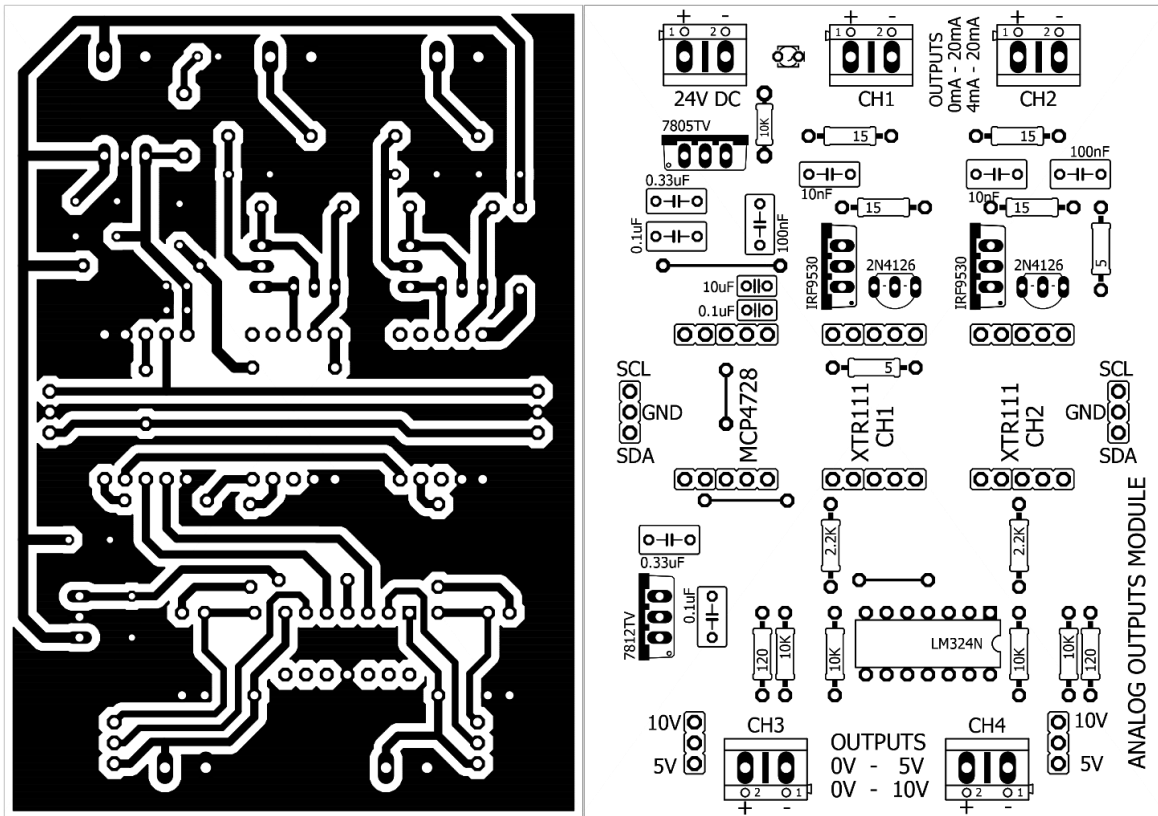 + -
1 2
24V DC
+ -
1 2
CH1
OUTPUTS
0mA - 20mA
4mA - 20mA
+ -
1 2
CH2
7805TV
10K
15
15
100nF
0.33uF
10nF
10nF
0.1uF
100nF
15
15
5
IRF9530
2N4126
IRF9530
2N4126
10uF
0.1uF
5
SCL
GND
SDA
MCP4728
XTR111
CH1
XTR111
CH2
SCL
GND
SDA
2.2K
2.2K
0.33uF
7812TV
0.1uF
120
10K
10K
LM324N
10K
10K
120
ANALOG OUTPUTS MODULE
10V
5V
CH3
2 1
+ -
OUTPUTS
0V - 5V
0V - 10V
CH4
2 1
+ -
10V
5V